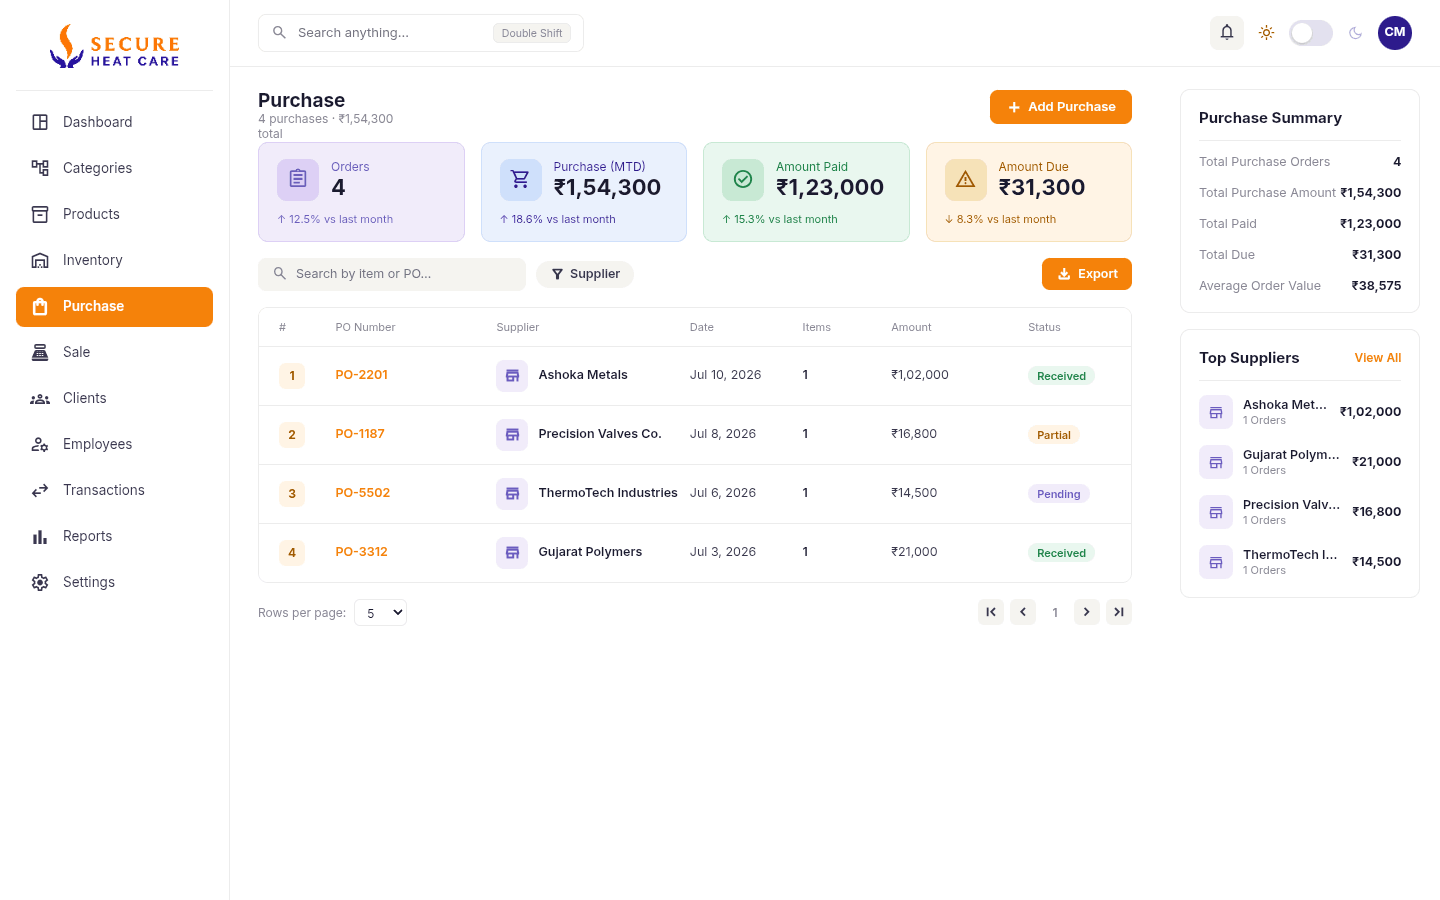 SECURE
HEAT CARE
Dashboard
Categories
Products
Inventory
Purchase
Sale
Clients
Employees
Transactions
Reports
Settings
Search anything...
Double Shift
CM
Purchase
4 purchases · ₹1,54,300
total
Add Purchase
Orders
4
↑ 12.5% vs last month
Purchase (MTD)
₹1,54,300
↑ 18.6% vs last month
Amount Paid
₹1,23,000
↑ 15.3% vs last month
Amount Due
₹31,300
↓ 8.3% vs last month
Search by item or PO...
Supplier
Export
# PO Number Supplier Date Items Amount Status
1 PO-2201 Ashoka Metals Jul 10, 2026 1 ₹1,02,000 Received
2 PO-1187 Precision Valves Co. Jul 8, 2026 1 ₹16,800 Partial
3 PO-5502 ThermoTech Industries Jul 6, 2026 1 ₹14,500 Pending
4 PO-3312 Gujarat Polymers Jul 3, 2026 1 ₹21,000 Received
Rows per page: 5
1
Purchase Summary
Total Purchase Orders 4
Total Purchase Amount ₹1,54,300
Total Paid ₹1,23,000
Total Due ₹31,300
Average Order Value ₹38,575
Top Suppliers View All
Ashoka Met... ₹1,02,000
1 Orders
Gujarat Polym... ₹21,000
1 Orders
Precision Valv... ₹16,800
1 Orders
ThermoTech I... ₹14,500
1 Orders